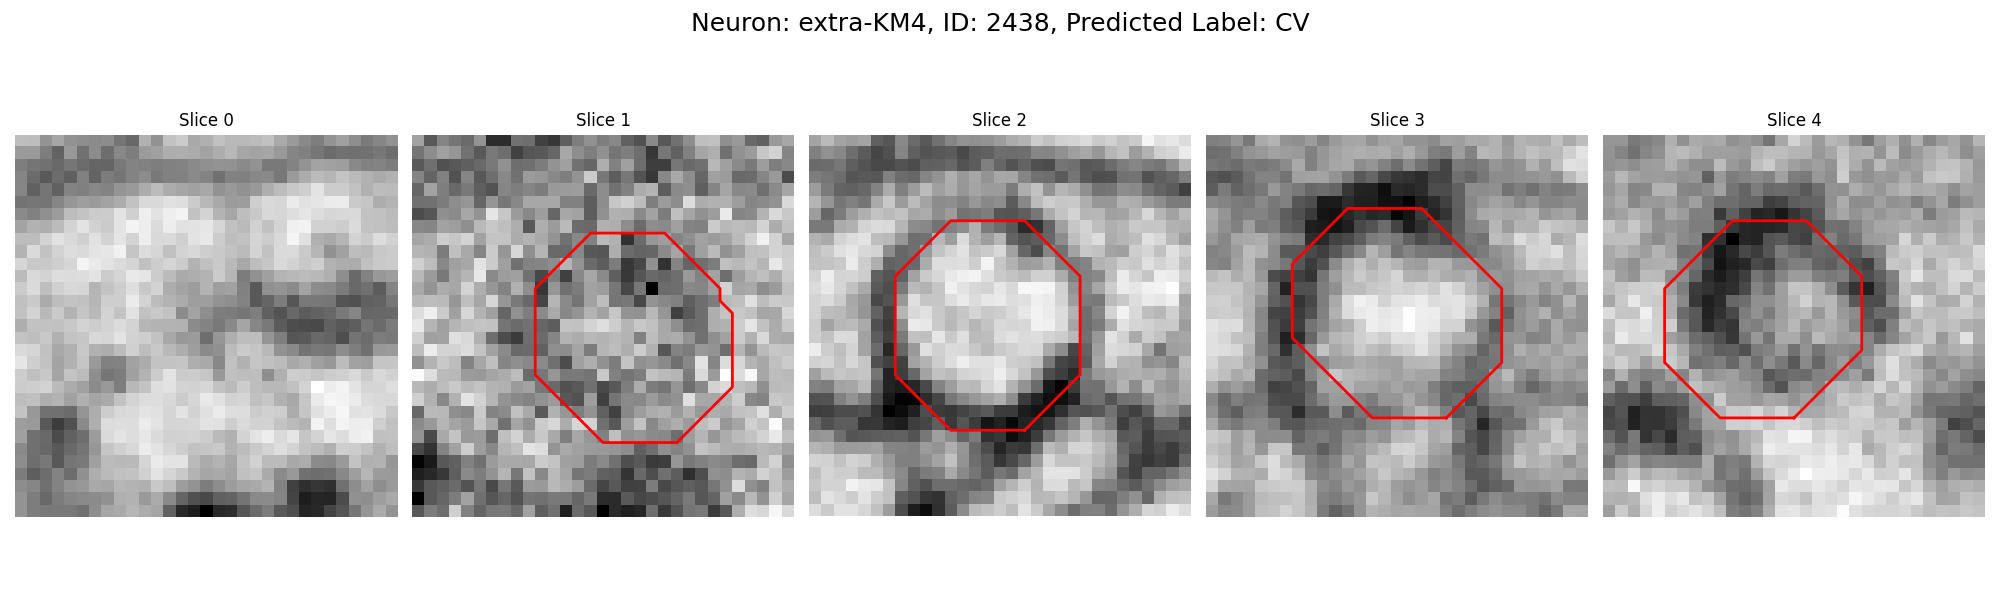 Neuron: extra-KM4, ID: 2438, Predicted Label: CV
Slice 0
Slice 1
Slice 2
Slice 3
Slice 4